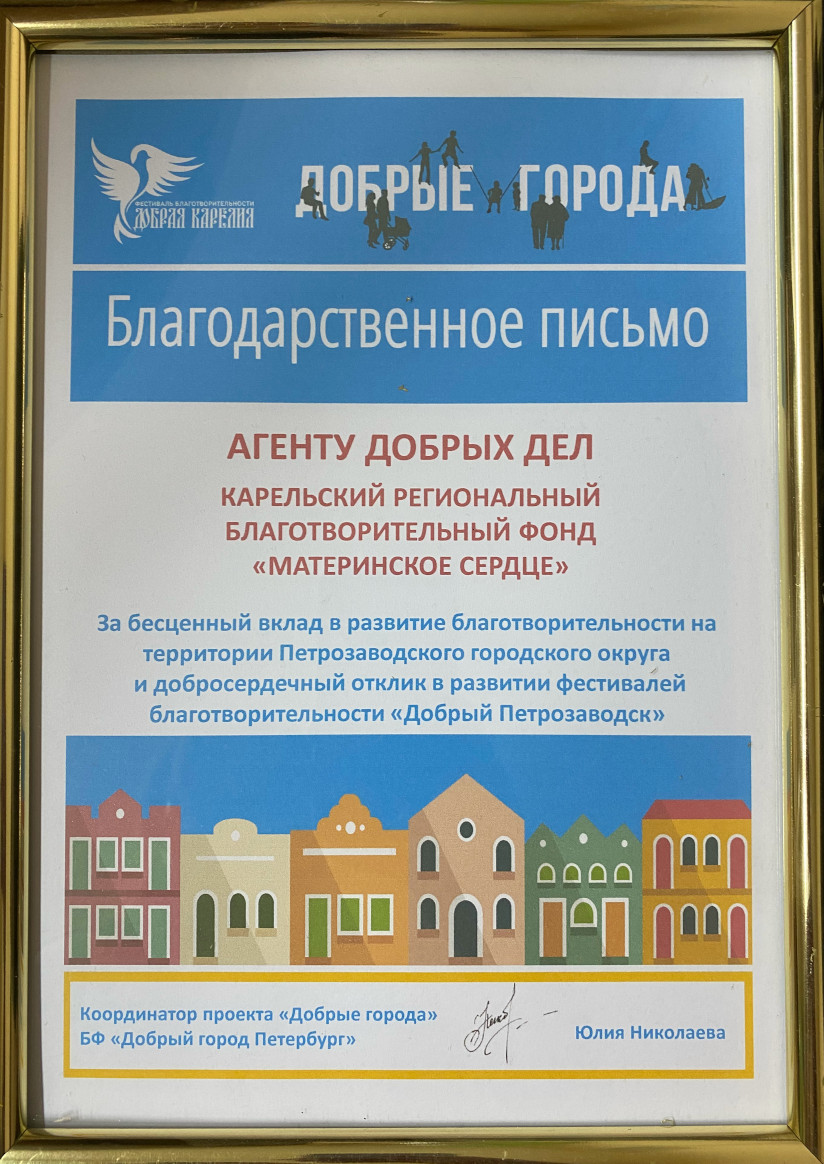 ФЕСТИВАЛЬ БЛАГОТВОРИТЕЛЬНОСТИ
ДОБРАЯ КАРЕЛИЯ
ДОБРЫЕ ГОРОДА
Благодарственное письмо
АГЕНТУ ДОБРЫХ ДЕЛ
КАРЕЛЬСКИЙ РЕГИОНАЛЬНЫЙ
БЛАГОТВОРИТЕЛЬНЫЙ ФОНД
«МАТЕРИНСКОЕ СЕРДЦЕ»
За бесценный вклад в развитие благотворительности на
территории Петрозаводского городского округа
и добросердечный отклик в развитии фестивалей
благотворительности «Добрый Петрозаводск»
Координатор проекта «Добрые города»
БФ «Добрый город Петербург»
Юлия Николаева